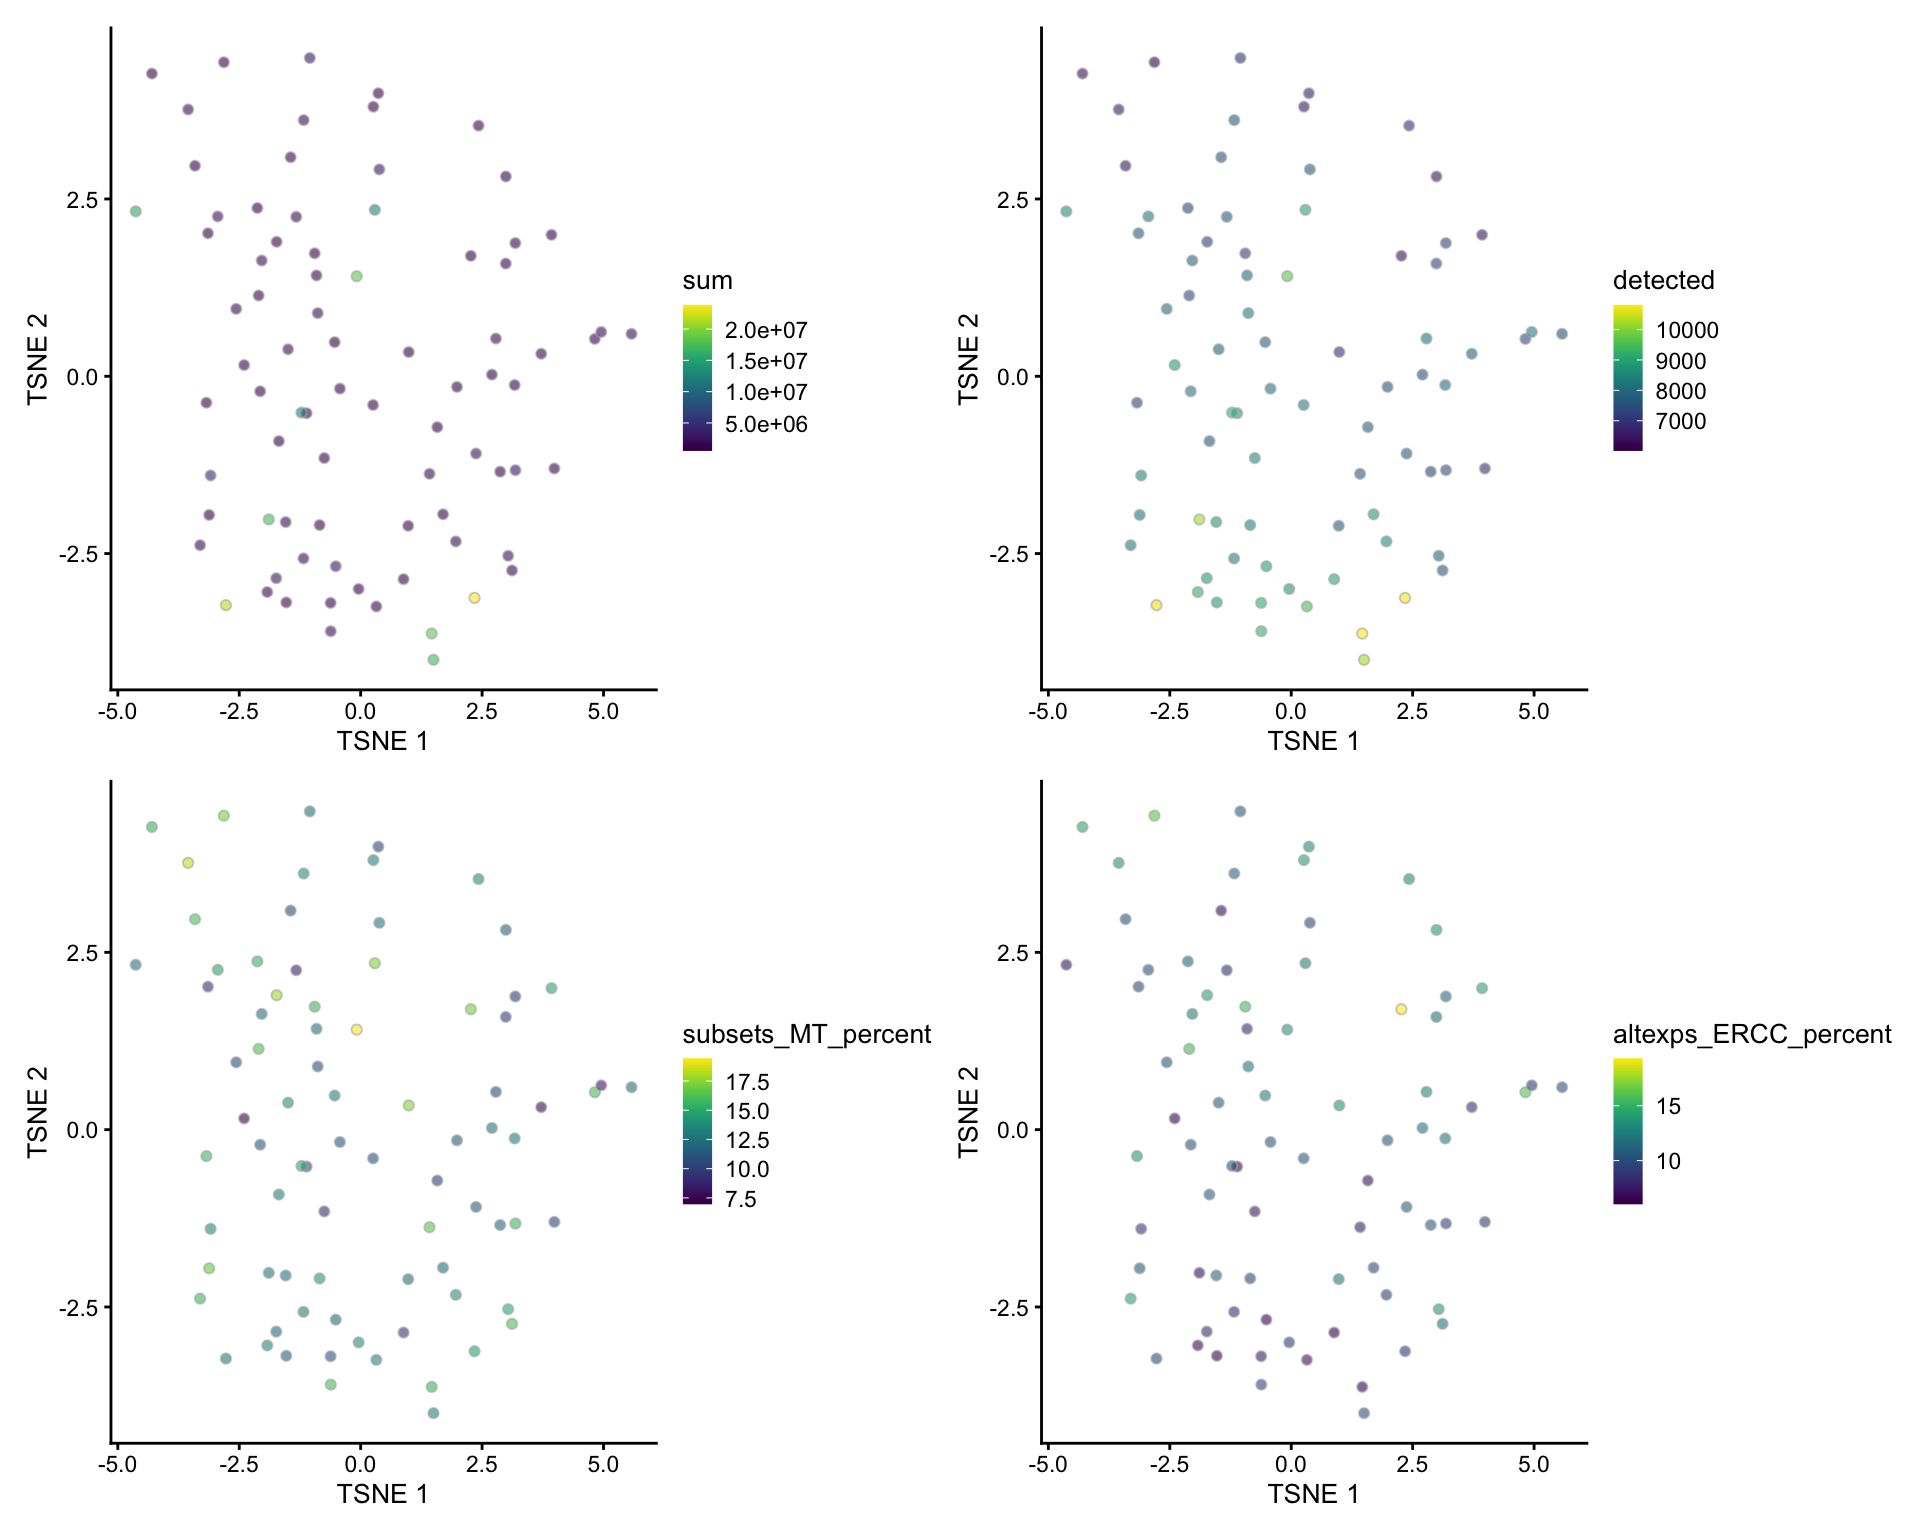 TSNE 2
2.5
0.0
-2.5
-5.0 -2.5 0.0 2.5 5.0
TSNE 1
sum
2.0e+07
1.5e+07
1.0e+07
5.0e+06
TSNE 2
2.5
0.0
-2.5
-5.0 -2.5 0.0 2.5 5.0
TSNE 1
detected
10000
9000
8000
7000
TSNE 2
2.5
0.0
-2.5
-5.0 -2.5 0.0 2.5 5.0
TSNE 1
subsets_MT_percent
17.5
15.0
12.5
10.0
7.5
TSNE 2
2.5
0.0
-2.5
-5.0 -2.5 0.0 2.5 5.0
TSNE 1
altexps_ERCC_percent
15
10